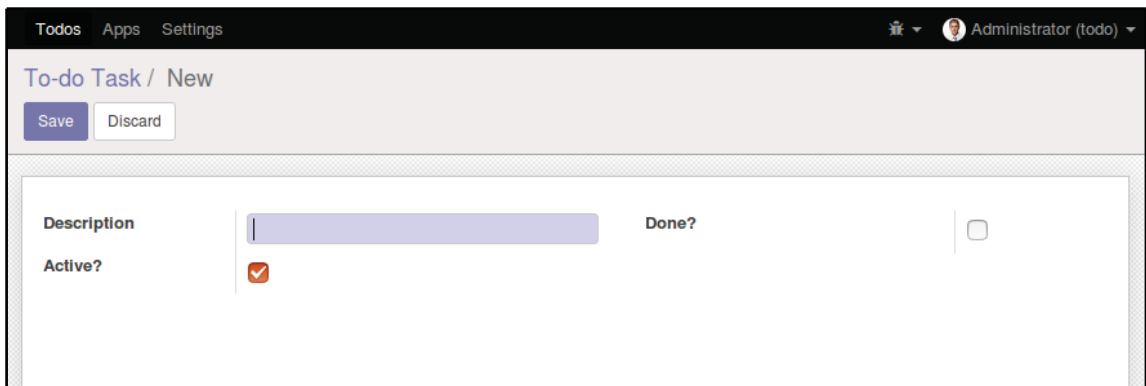 Todos Apps Settings Administrator (todo)
To-do Task / New
Save Discard
Description Done?
Active?